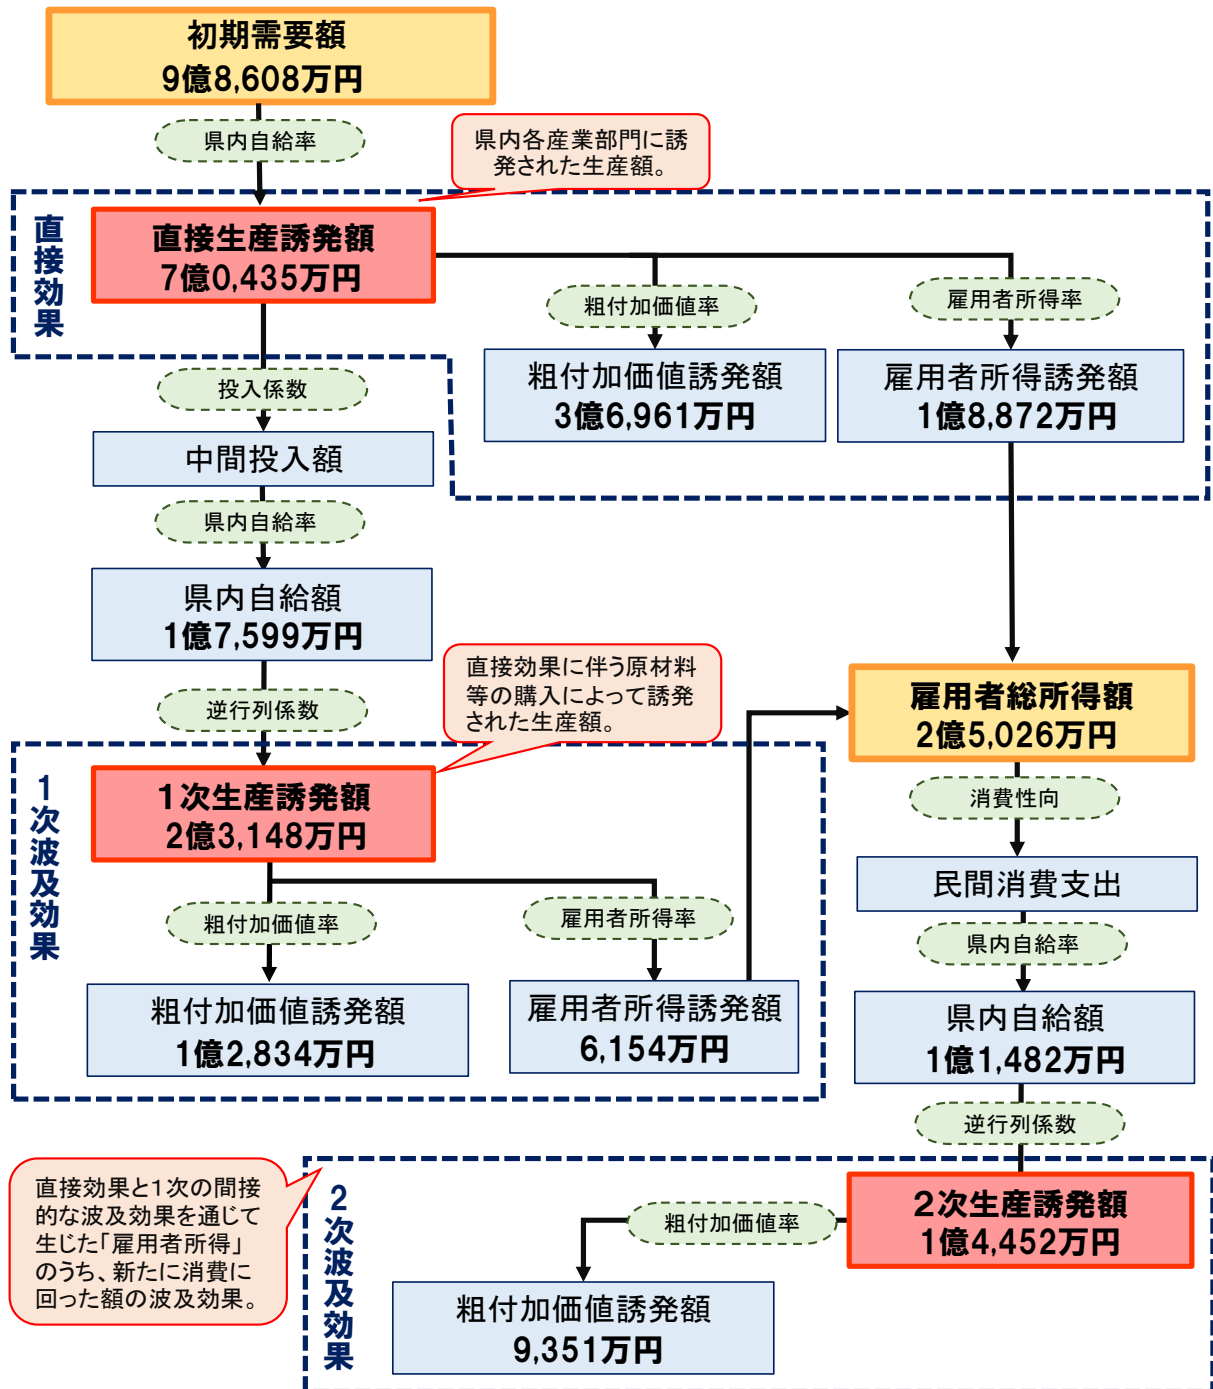 初期需要額
9億8,608万円
県内自給率
県内各産業部門に誘
発された生産額。
直接効果
直接生産誘発額
7億0,435万円
粗付加価値率
雇用者所得率
粗付加価値誘発額
3億6,961万円
雇用者所得誘発額
1億8,872万円
投入係数
中間投入額
県内自給率
県内自給額
1億7,599万円
逆行列係数
直接効果に伴う原材料
等の購入によって誘発
された生産額。
雇用者総所得額
2億5,026万円
1次波及効果
1次生産誘発額
2億3,148万円
粗付加価値率
雇用者所得率
粗付加価値誘発額
1億2,834万円
雇用者所得誘発額
6,154万円
消費性向
民間消費支出
県内自給率
県内自給額
1億1,482万円
逆行列係数
直接効果と1次の間接
的な波及効果を通じて
生じた「雇用者所得」
のうち、新たに消費に
回った額の波及効果。
2次波及効果
2次生産誘発額
1億4,452万円
粗付加価値率
粗付加価値誘発額
9,351万円